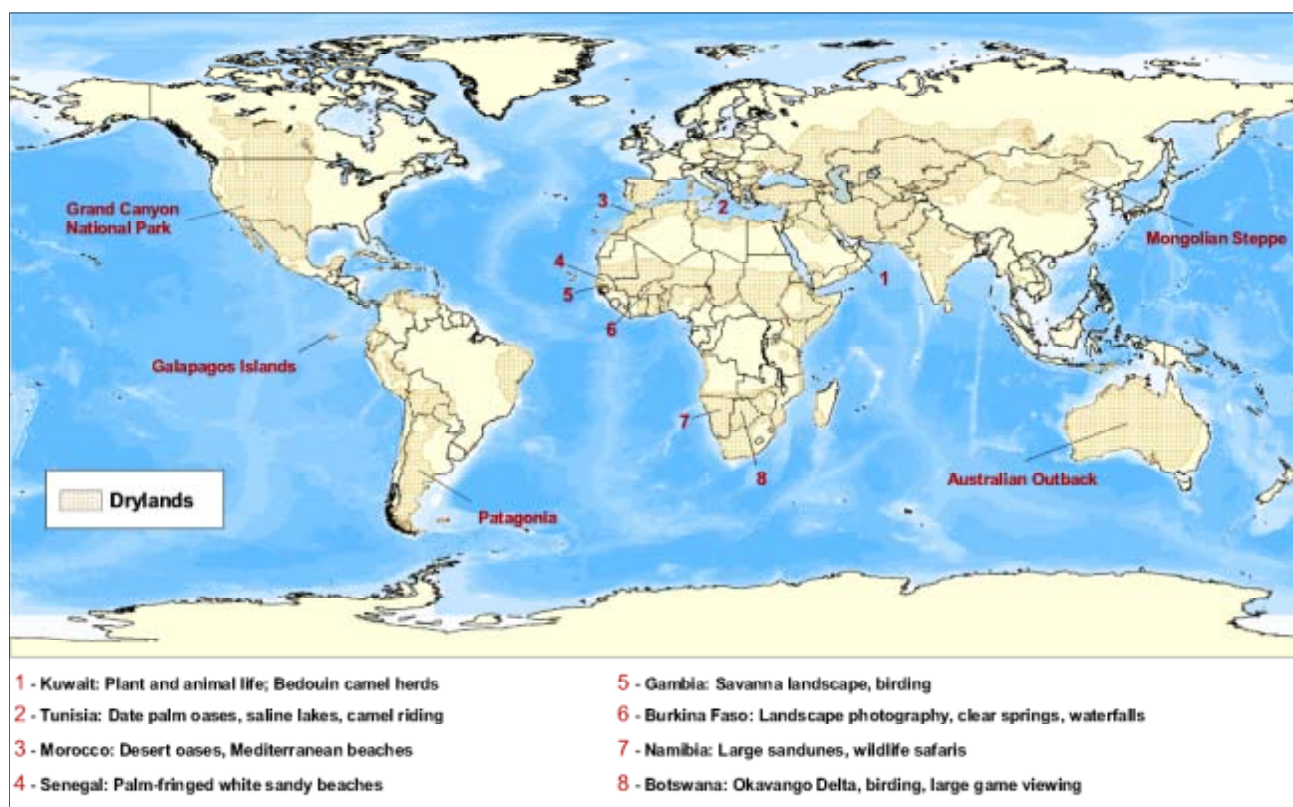 Grand Canyon
National Park
3
2
Mongolian Steppe
4
1
5
6
Galapagos Islands
7
8
Australian Outback
Drylands
Patagonia
1 - Kuwait: Plant and animal life; Bedouin camel herds
2 - Tunisia: Date palm oases, saline lakes, camel riding
3 - Morocco: Desert oases, Mediterranean beaches
4 - Senegal: Palm-fringed white sandy beaches
5 - Gambia: Savanna landscape, birding
6 - Burkina Faso: Landscape photography, clear springs, waterfalls
7 - Namibia: Large sandunes, wildlife safaris
8 - Botswana: Okavango Delta, birding, large game viewing